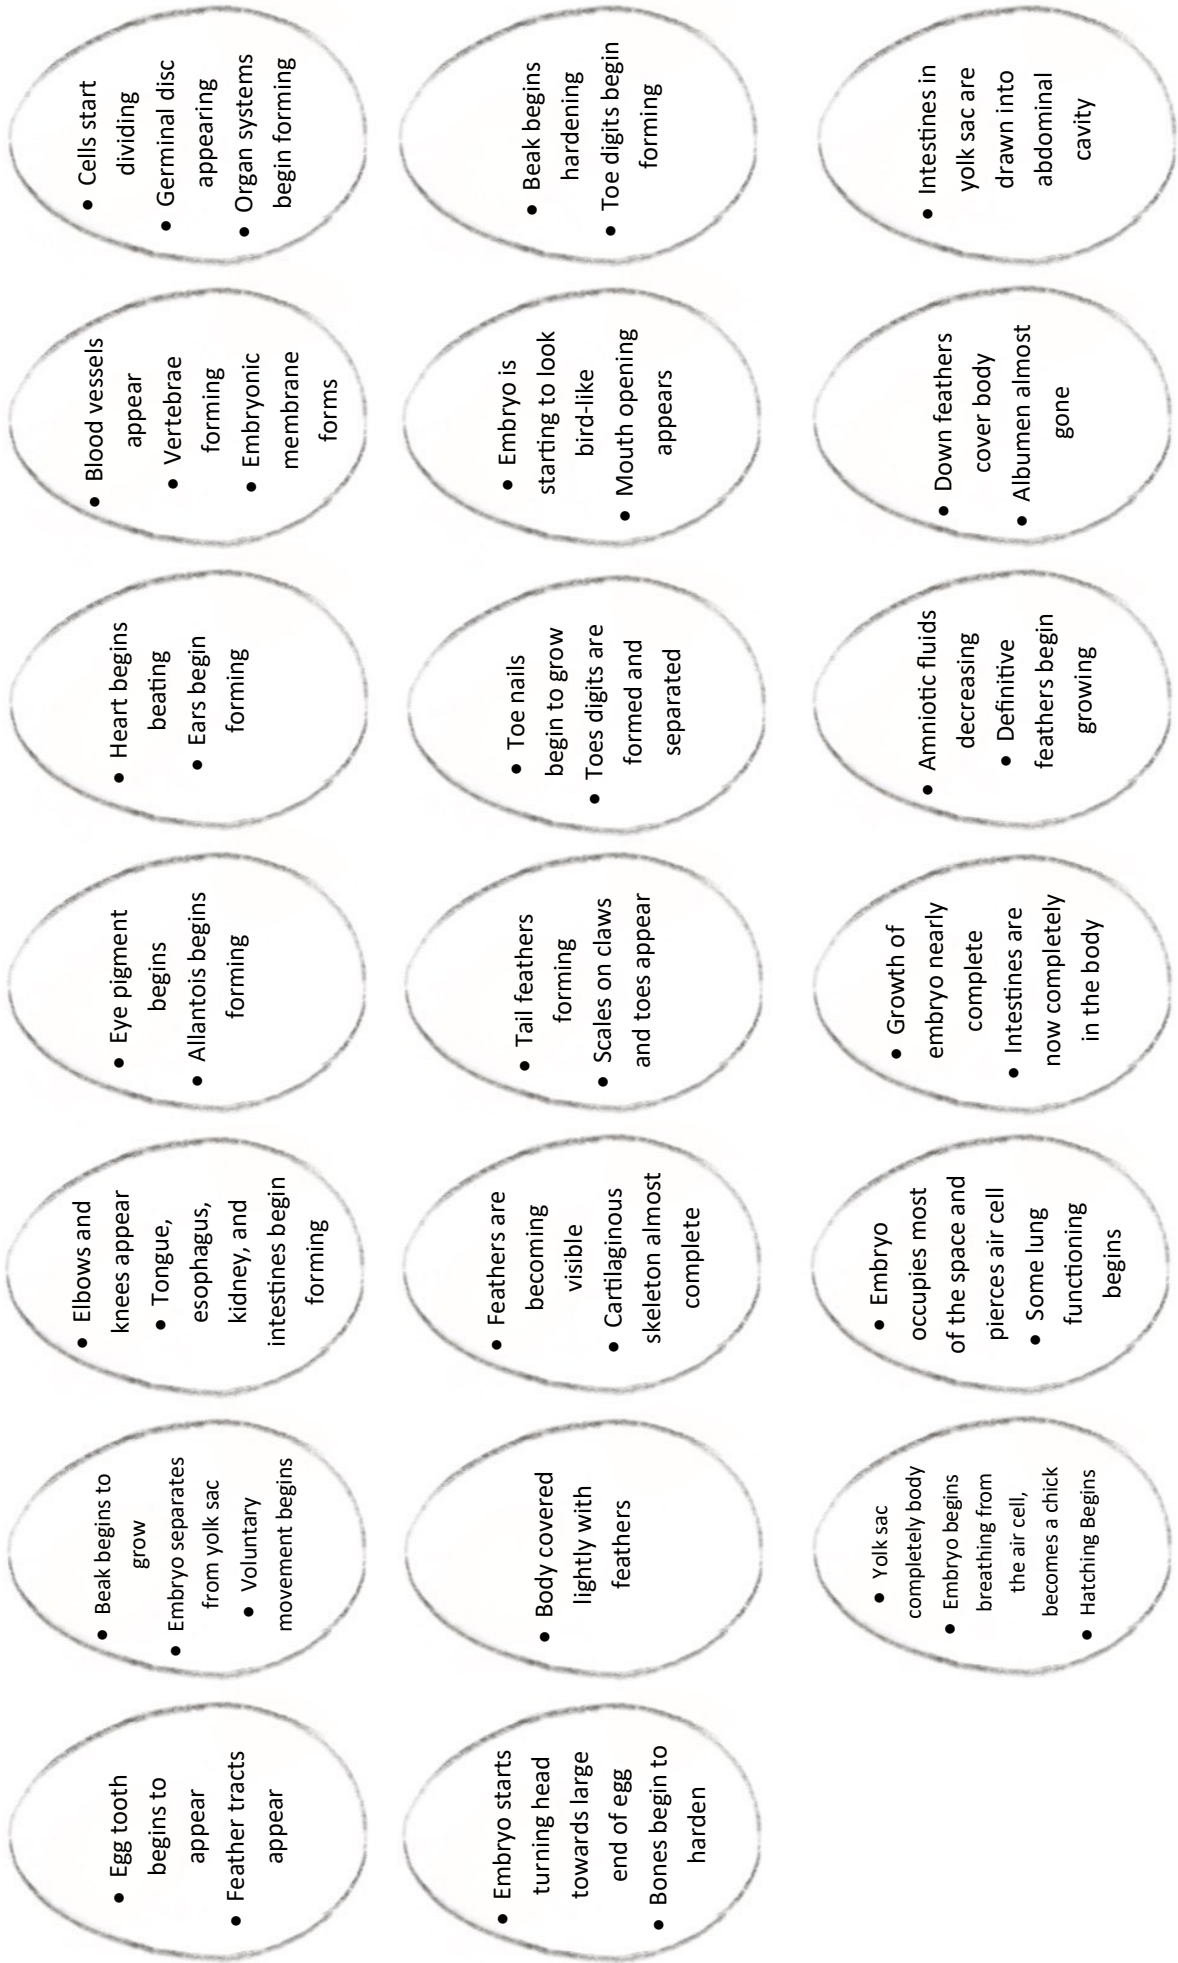 • Egg tooth
begins to
appear
• Feather tracts
appear
• Beak begins to
grow
• Embryo separates
from yolk sac
• Voluntary
movement begins
• Elbows and
knees appear
• Tongue,
esophagus,
kidney, and
intestines begin
forming
• Eye pigment
begins
• Allantois begins
forming
• Heart begins
beating
• Ears begin
forming
• Blood vessels
appear
• Vertebrae
forming
• Embryonic
membrane
forms
• Cells start
dividing
• Germinal disc
appearing
• Organ systems
begin forming
• Embryo starts
turning head
towards large
end of egg
• Bones begin to
harden
• Body covered
lightly with
feathers
• Feathers are
becoming
visible
• Cartilaginous
skeleton almost
complete
• Tail feathers
forming
• Scales on claws
and toes appear
• Toe nails
begin to grow
• Toes digits are
formed and
separated
• Embryo is
starting to look
bird-like
• Mouth opening
appears
• Beak begins
hardening
• Toe digits begin
forming
• Yolk sac
completely body
• Embryo begins
breathing from
the air cell,
becomes a chick
• Hatching Begins
• Embryo
occupies most
of the space and
pierces air cell
• Some lung
functioning
begins
• Growth of
embryo nearly
complete
• Intestines are
now completely
in the body
• Amniotic fluids
decreasing
• Definitive
feathers begin
growing
• Down feathers
cover body
• Albumen almost
gone
• Intestines in
yolk sac are
drawn into
abdominal
cavity